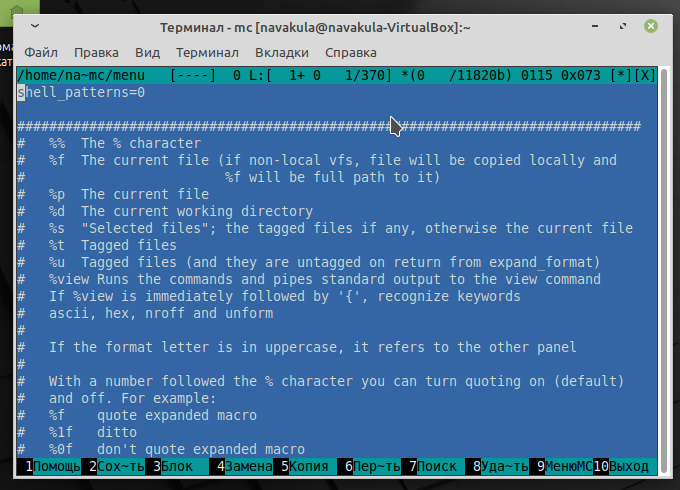 Терминал - mc [navakula@navakula-VirtualBox]:~
Файл Правка Вид Терминал Вкладки Справка
/home/na~mc/menu [----] 0 L:[ 1+ 0 1/370] *(0 /11820b) 0115 0x073 [*][X]
shell_patterns=0
##############################################################################
# %% The % character
# %f The current file (if non-local vfs, file will be copied locally and
# %f will be full path to it)
# %p The current file
# %d The current working directory
# %s "Selected files"; the tagged files if any, otherwise the current file
# %t Tagged files
# %u Tagged files (and they are untagged on return from expand_format)
# %view Runs the commands and pipes standard output to the view command
# If %view is immediately followed by '{', recognize keywords
# ascii, hex, nroff and unform
#
# If the format letter is in uppercase, it refers to the other panel
#
# With a number followed the % character you can turn quoting on (default)
# and off. For example:
# %f quote expanded macro
# %1f ditto
# %0f don't quote expanded macro
1Помощь 2Сох~ть 3Блок 4Замена 5Копия 6Пер~ть 7Поиск 8Уда~ть 9МенюMC 10Выход